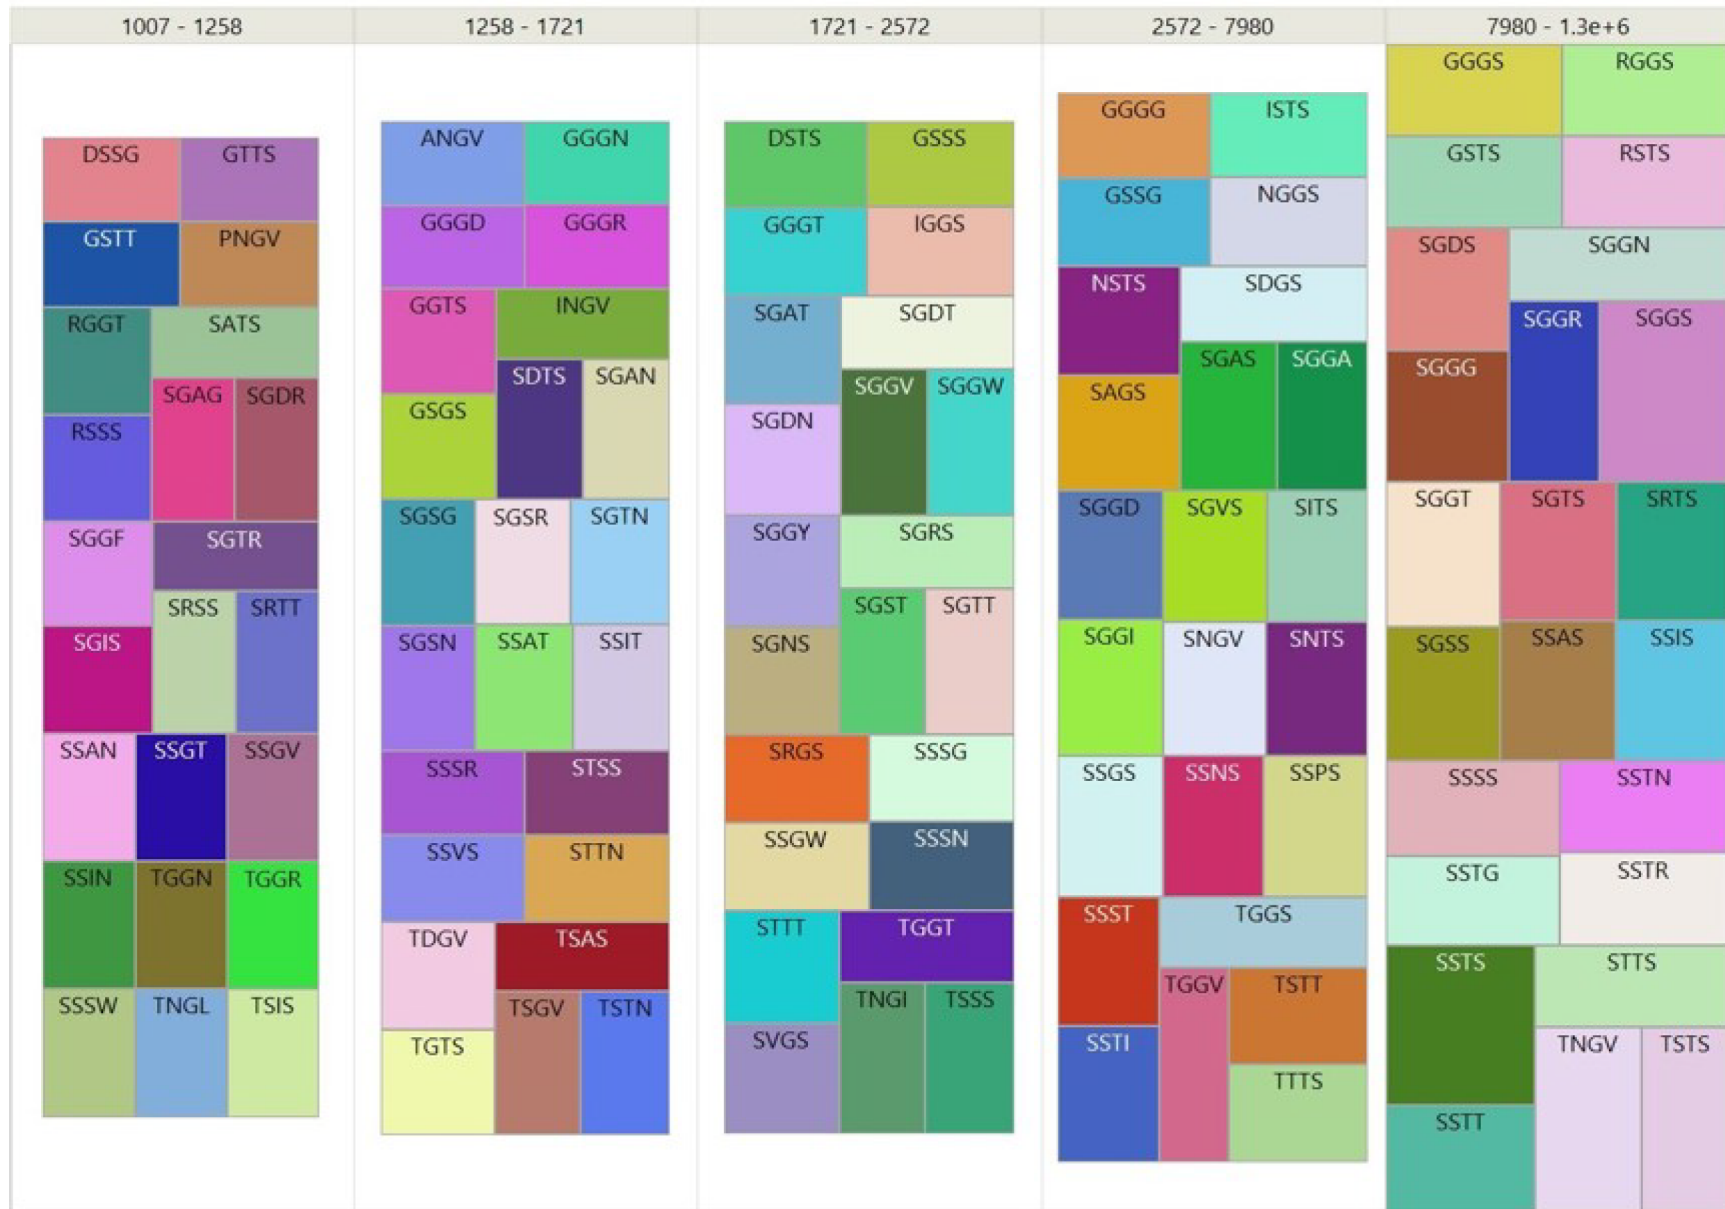 1007 - 1258
1258 - 1721
1721 - 2572
2572 - 7980
7980 - 1.3e+6
DSSG GTTS
GSTT PNGV
RGGT SATS
SGAG SGDR
RSSS
SGGF SGTR
SRSS SRTT
SGIS
SSAN SSGT SSGV
SSIN TGGN TGGR
SSSW TNGL TSIS
ANGV GGGN
GGGD GGGR
GGTS INGV
SDTS SGAN
GSGS
SGSG SGSR SGTN
SGSN SSAT SSIT
SSSR STSS
SSVS STTN
TDGV TSAS
TSGV TSTN
TGTS
DSTS GSSS
GGGT IGGS
SGAT SGDT
SGGV SGGW
SGDN
SGGY SGRS
SGST SGTT
SGNS
SRGS SSSG
SSGW SSSN
STTT TGGT
TNGI TSSS
SVGS
GGGG ISTS
GSSG NGGS
NSTS SDGS
SGAS SGGA
SAGS
SGGD SGVS SITS
SGGI SNGV SNTS
SSGS SSNS SSPS
SSST TGGS
TGGV TSTT
SSTI
TTTS
GGGS RGGS
GSTS RSTS
SGDS SGGN
SGGR SGGS
SGGG
SGGT SGTS SRTS
SGSS SSAS SSIS
SSSS SSTN
SSTG SSTR
SSTS STTS
TNGV TSTS
SSTT